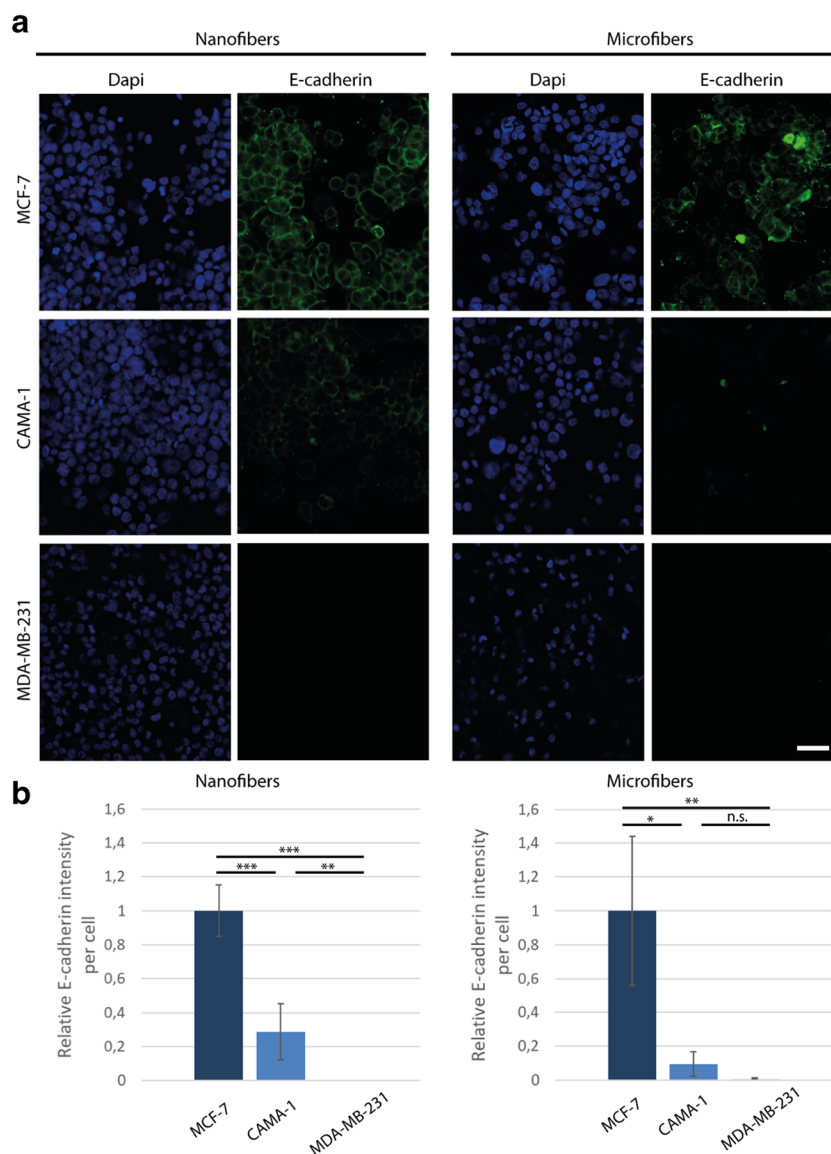 a
Nanofibers
Microfibers
Dapi
E-cadherin
Dapi
E-cadherin
MCF-7
CAMA-1
MDA-MB-231
b
Nanofibers
Relative E-cadherin intensity
per cell
1,6
1,4
1,2
1
0,8
0,6
0,4
0,2
0
***
***
**
MCF-7
CAMA-1
MDA-MB-231
Microfibers
Relative E-cadherin intensity
per cell
1,6
1,4
1,2
1
0,8
0,6
0,4
0,2
0
**
*
n.s.
MCF-7
CAMA-1
MDA-MB-231